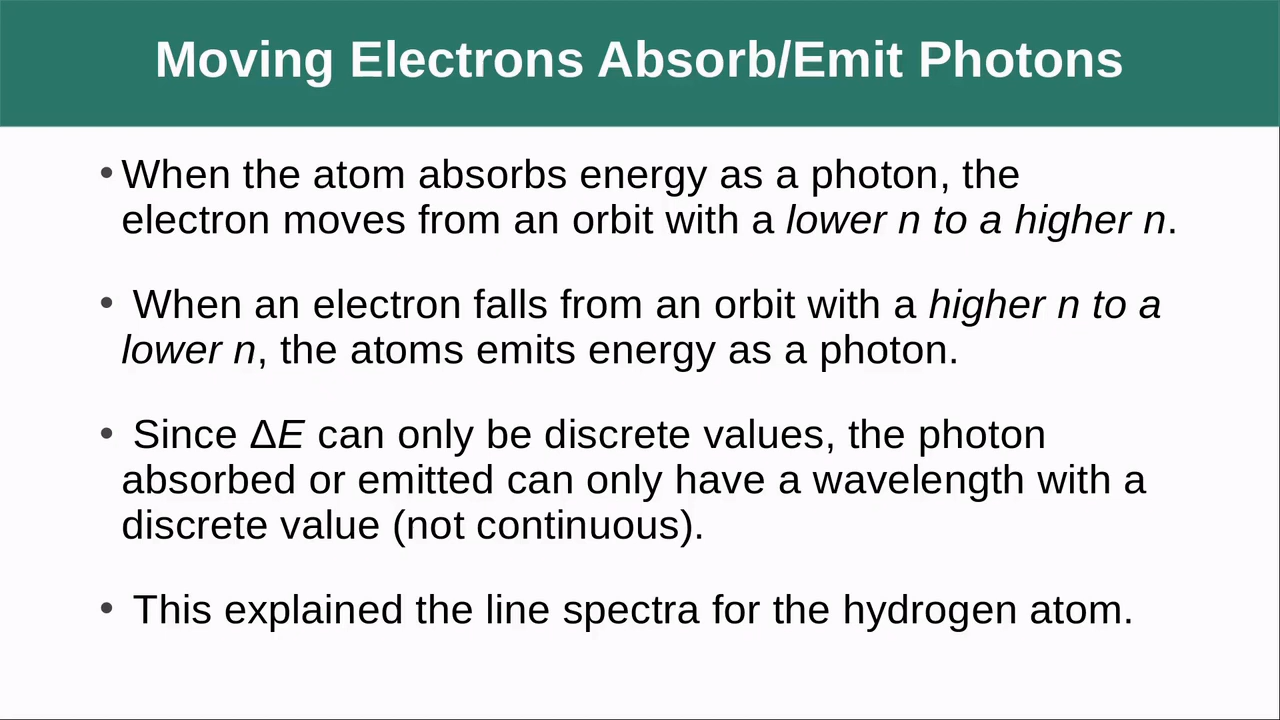 Moving Electrons Absorb/Emit Photons
• When the atom absorbs energy as a photon, the
electron moves from an orbit with a lower n to a higher n.
• When an electron falls from an orbit with a higher n to a
lower n, the atoms emits energy as a photon.
• Since ΔE can only be discrete values, the photon
absorbed or emitted can only have a wavelength with a
discrete value (not continuous).
• This explained the line spectra for the hydrogen atom.